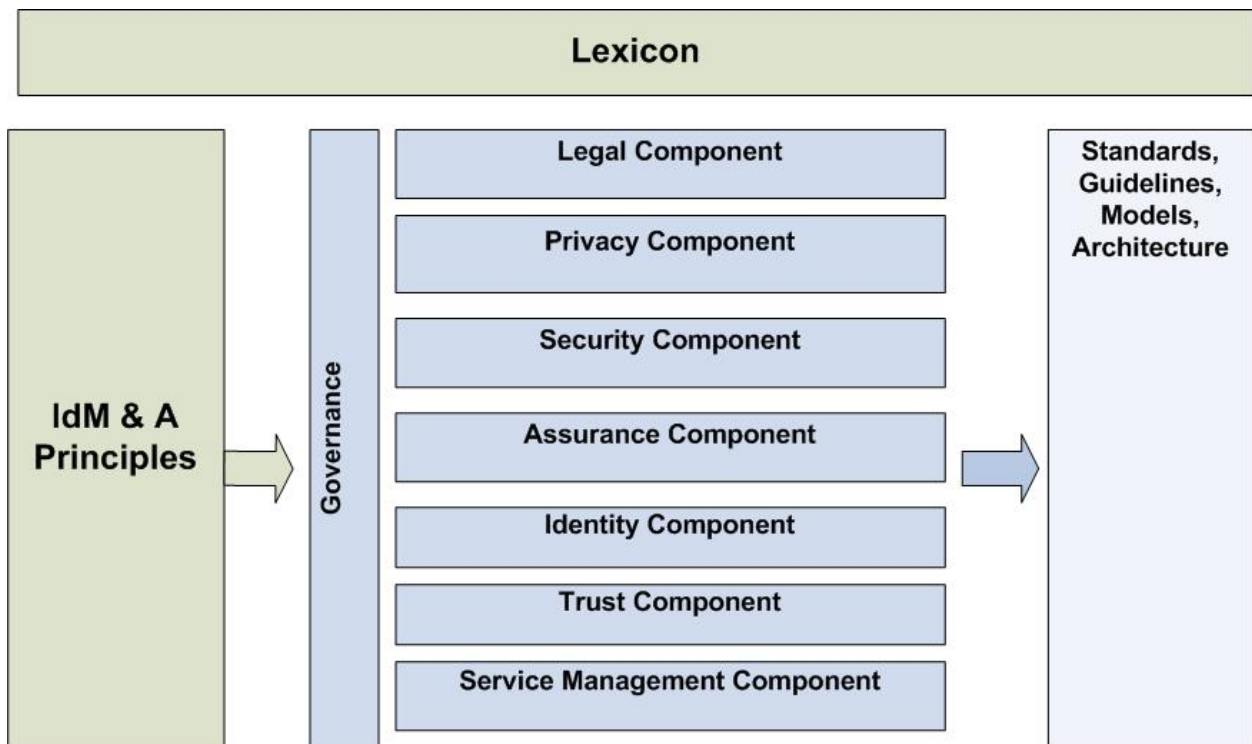 Lexicon
IdM & A
Principles
Governance
Legal Component
Privacy Component
Security Component
Assurance Component
Identity Component
Trust Component
Service Management Component
Standards,
Guidelines,
Models,
Architecture